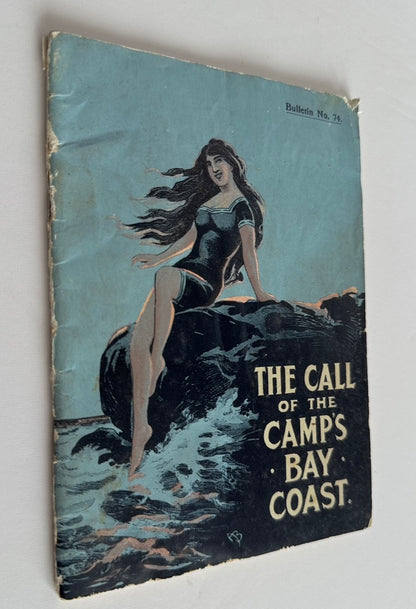 Bulletin No. 74.
THE CALL
OF THE
CAMP'S
· BAY ·
COAST.